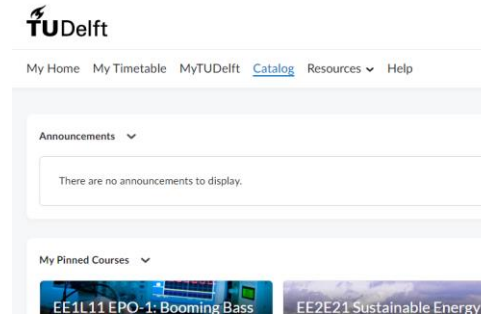 TUDelft
My Home My Timetable MyTUDelft Catalog Resources Help
Announcements
There are no announcements to display.
My Pinned Courses
EE1L11 EPO-1: Booming Bass
EE2E21 Sustainable Energy